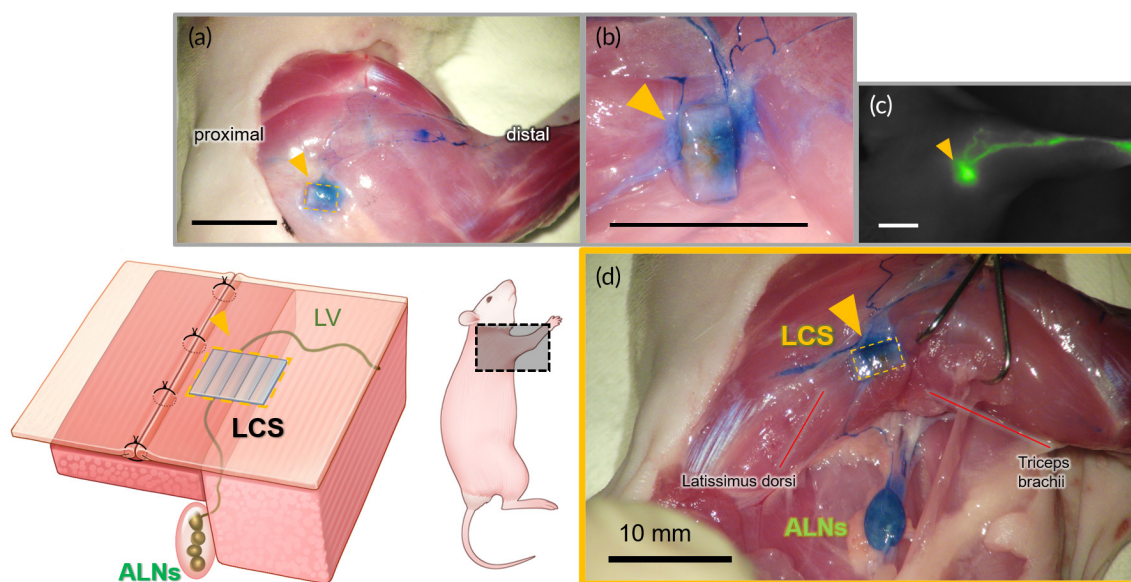 (a)
proximal
distal
(b)
(c)
LV
LCS
ALNs
(d)
LCS
Latissimus dorsi
Triceps
brachii
ALNs
10 mm